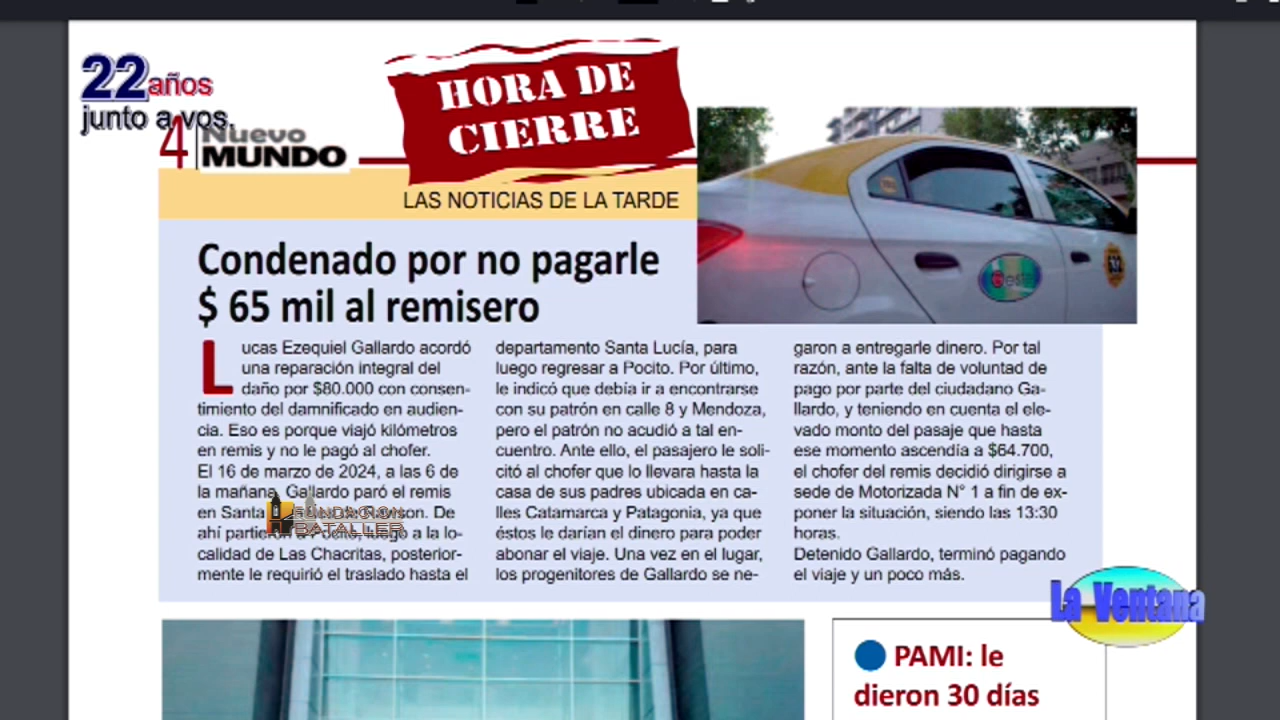 22 años
junto a vos.
4 Nuevo
MUNDO
HORA DE
CIERRE
LAS NOTICIAS DE LA TARDE
Condenado por no pagarle
$ 65 mil al remisero
Lucas Ezequiel Gallardo acordó
una reparación integral del
daño por $80.000 con consen-
timiento del damnificado en audien-
cia. Eso es porque viajó kilómetros
en remis y no le pagó al chofer.
El 16 de marzo de 2024, a las 6 de
la mañana, Gallardo paró el remis
en Santa
son. De
ahí partieron a Pocito, luego a la lo-
calidad de Las Chacritas, posterior-
mente le requirió el traslado hasta el
FUNDACION
BATALLER
departamento Santa Lucía, para
luego regresar a Pocito. Por último,
le indicó que debía ir a encontrarse
con su patrón en calle 8 y Mendoza,
pero el patrón no acudió a tal en-
cuentro. Ante ello, el pasajero le soli-
citó al chofer que lo llevara hasta la
casa de sus padres ubicada en ca-
lles Catamarca y Patagonia, ya que
éstos le darían el dinero para poder
abonar el viaje. Una vez en el lugar,
los progenitores de Gallardo se ne-
garon a entregarle dinero. Por tal
razón, ante la falta de voluntad de
pago por parte del ciudadano Ga-
llardo, y teniendo en cuenta el ele-
vado monto del pasaje que hasta
ese momento ascendía a $64.700,
el chofer del remis decidió dirigirse a
sede de Motorizada N° 1 a fin de ex-
poner la situación, siendo las 13:30
horas.
Detenido Gallardo, terminó pagando
el viaje y un poco más.
La Ventana
PAMI: le
dieron 30 días